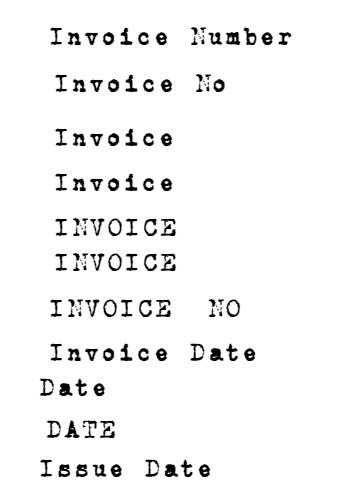 Invoice Number
Invoice No
Invoice
Invoice
INVOICE
INVOICE
INVOICE NO
Invoice Date
Date
DATE
Issue Date